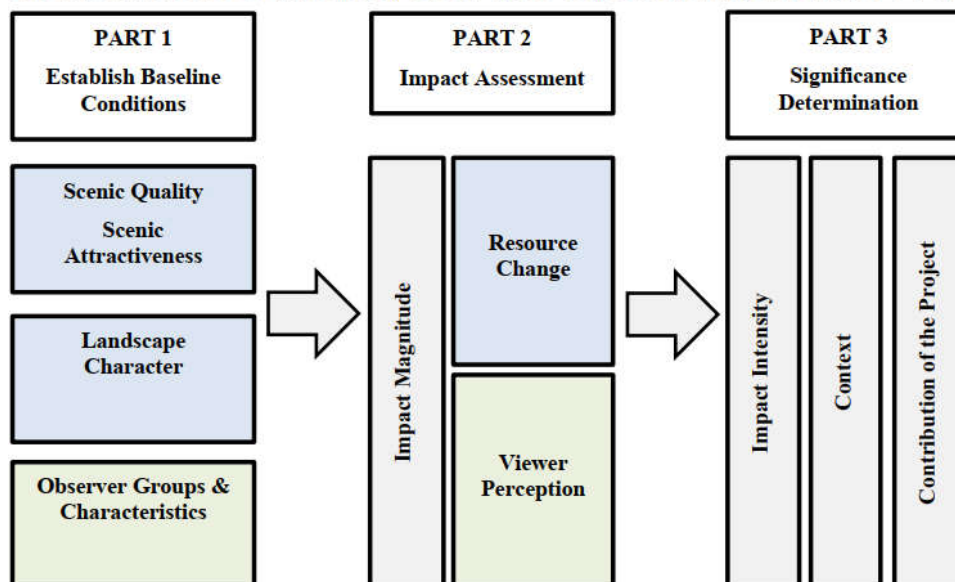 PART 1
Establish Baseline
Conditions
Scenic Quality
Scenic
Attractiveness
Landscape
Character
Observer Groups &
Characteristics
PART 2
Impact Assessment
Impact Magnitude
Resource
Change
Viewer
Perception
PART 3
Significance
Determination
Impact Intensity
Context
Contribution of the Project